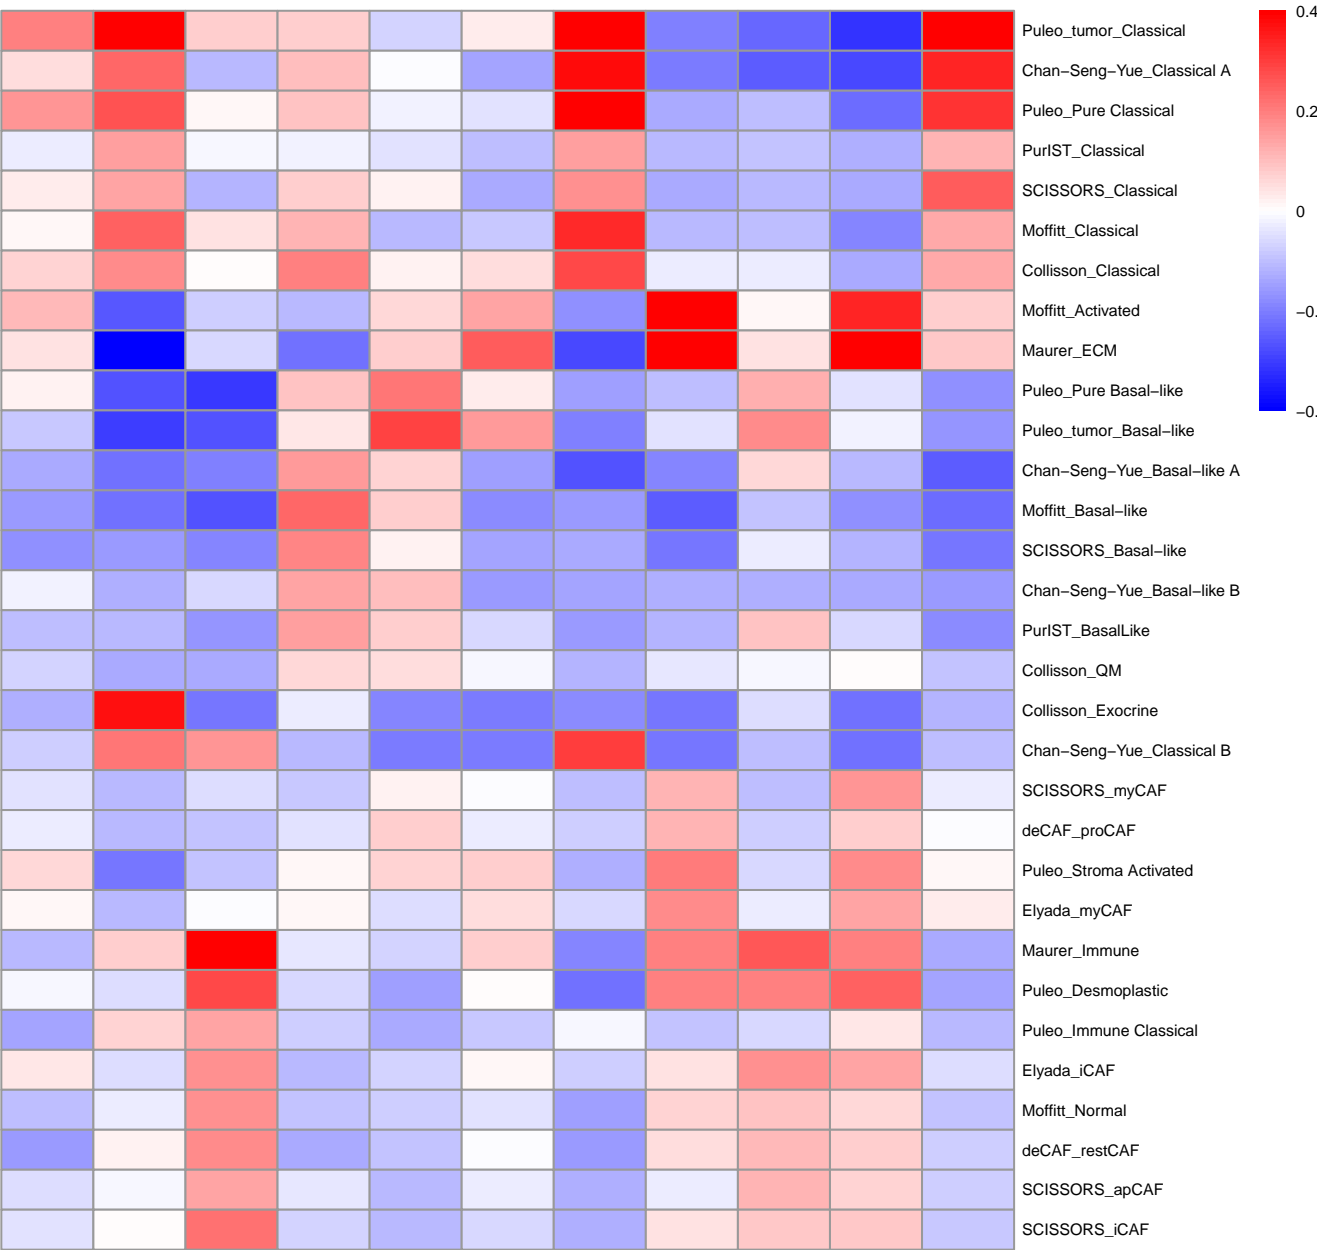 Puleo_tumor_Classical
Chan−Seng−Yue_Classical A
Puleo_Pure Classical
PurIST_Classical
SCISSORS_Classical
Moffitt_Classical
Collisson_Classical
Moffitt_Activated
Maurer_ECM
Puleo_Pure Basal−like
Puleo_tumor_Basal−like
Chan−Seng−Yue_Basal−like A
Moffitt_Basal−like
SCISSORS_Basal−like
Chan−Seng−Yue_Basal−like B
PurIST_BasalLike
Collisson_QM
Collisson_Exocrine
Chan−Seng−Yue_Classical B
SCISSORS_myCAF
deCAF_proCAF
Puleo_Stroma Activated
Elyada_myCAF
Maurer_Immune
Puleo_Desmoplastic
Puleo_Immune Classical
Elyada_iCAF
Moffitt_Normal
deCAF_restCAF
SCISSORS_apCAF
SCISSORS_iCAF
0.4
0.2
0
−0.
−0.